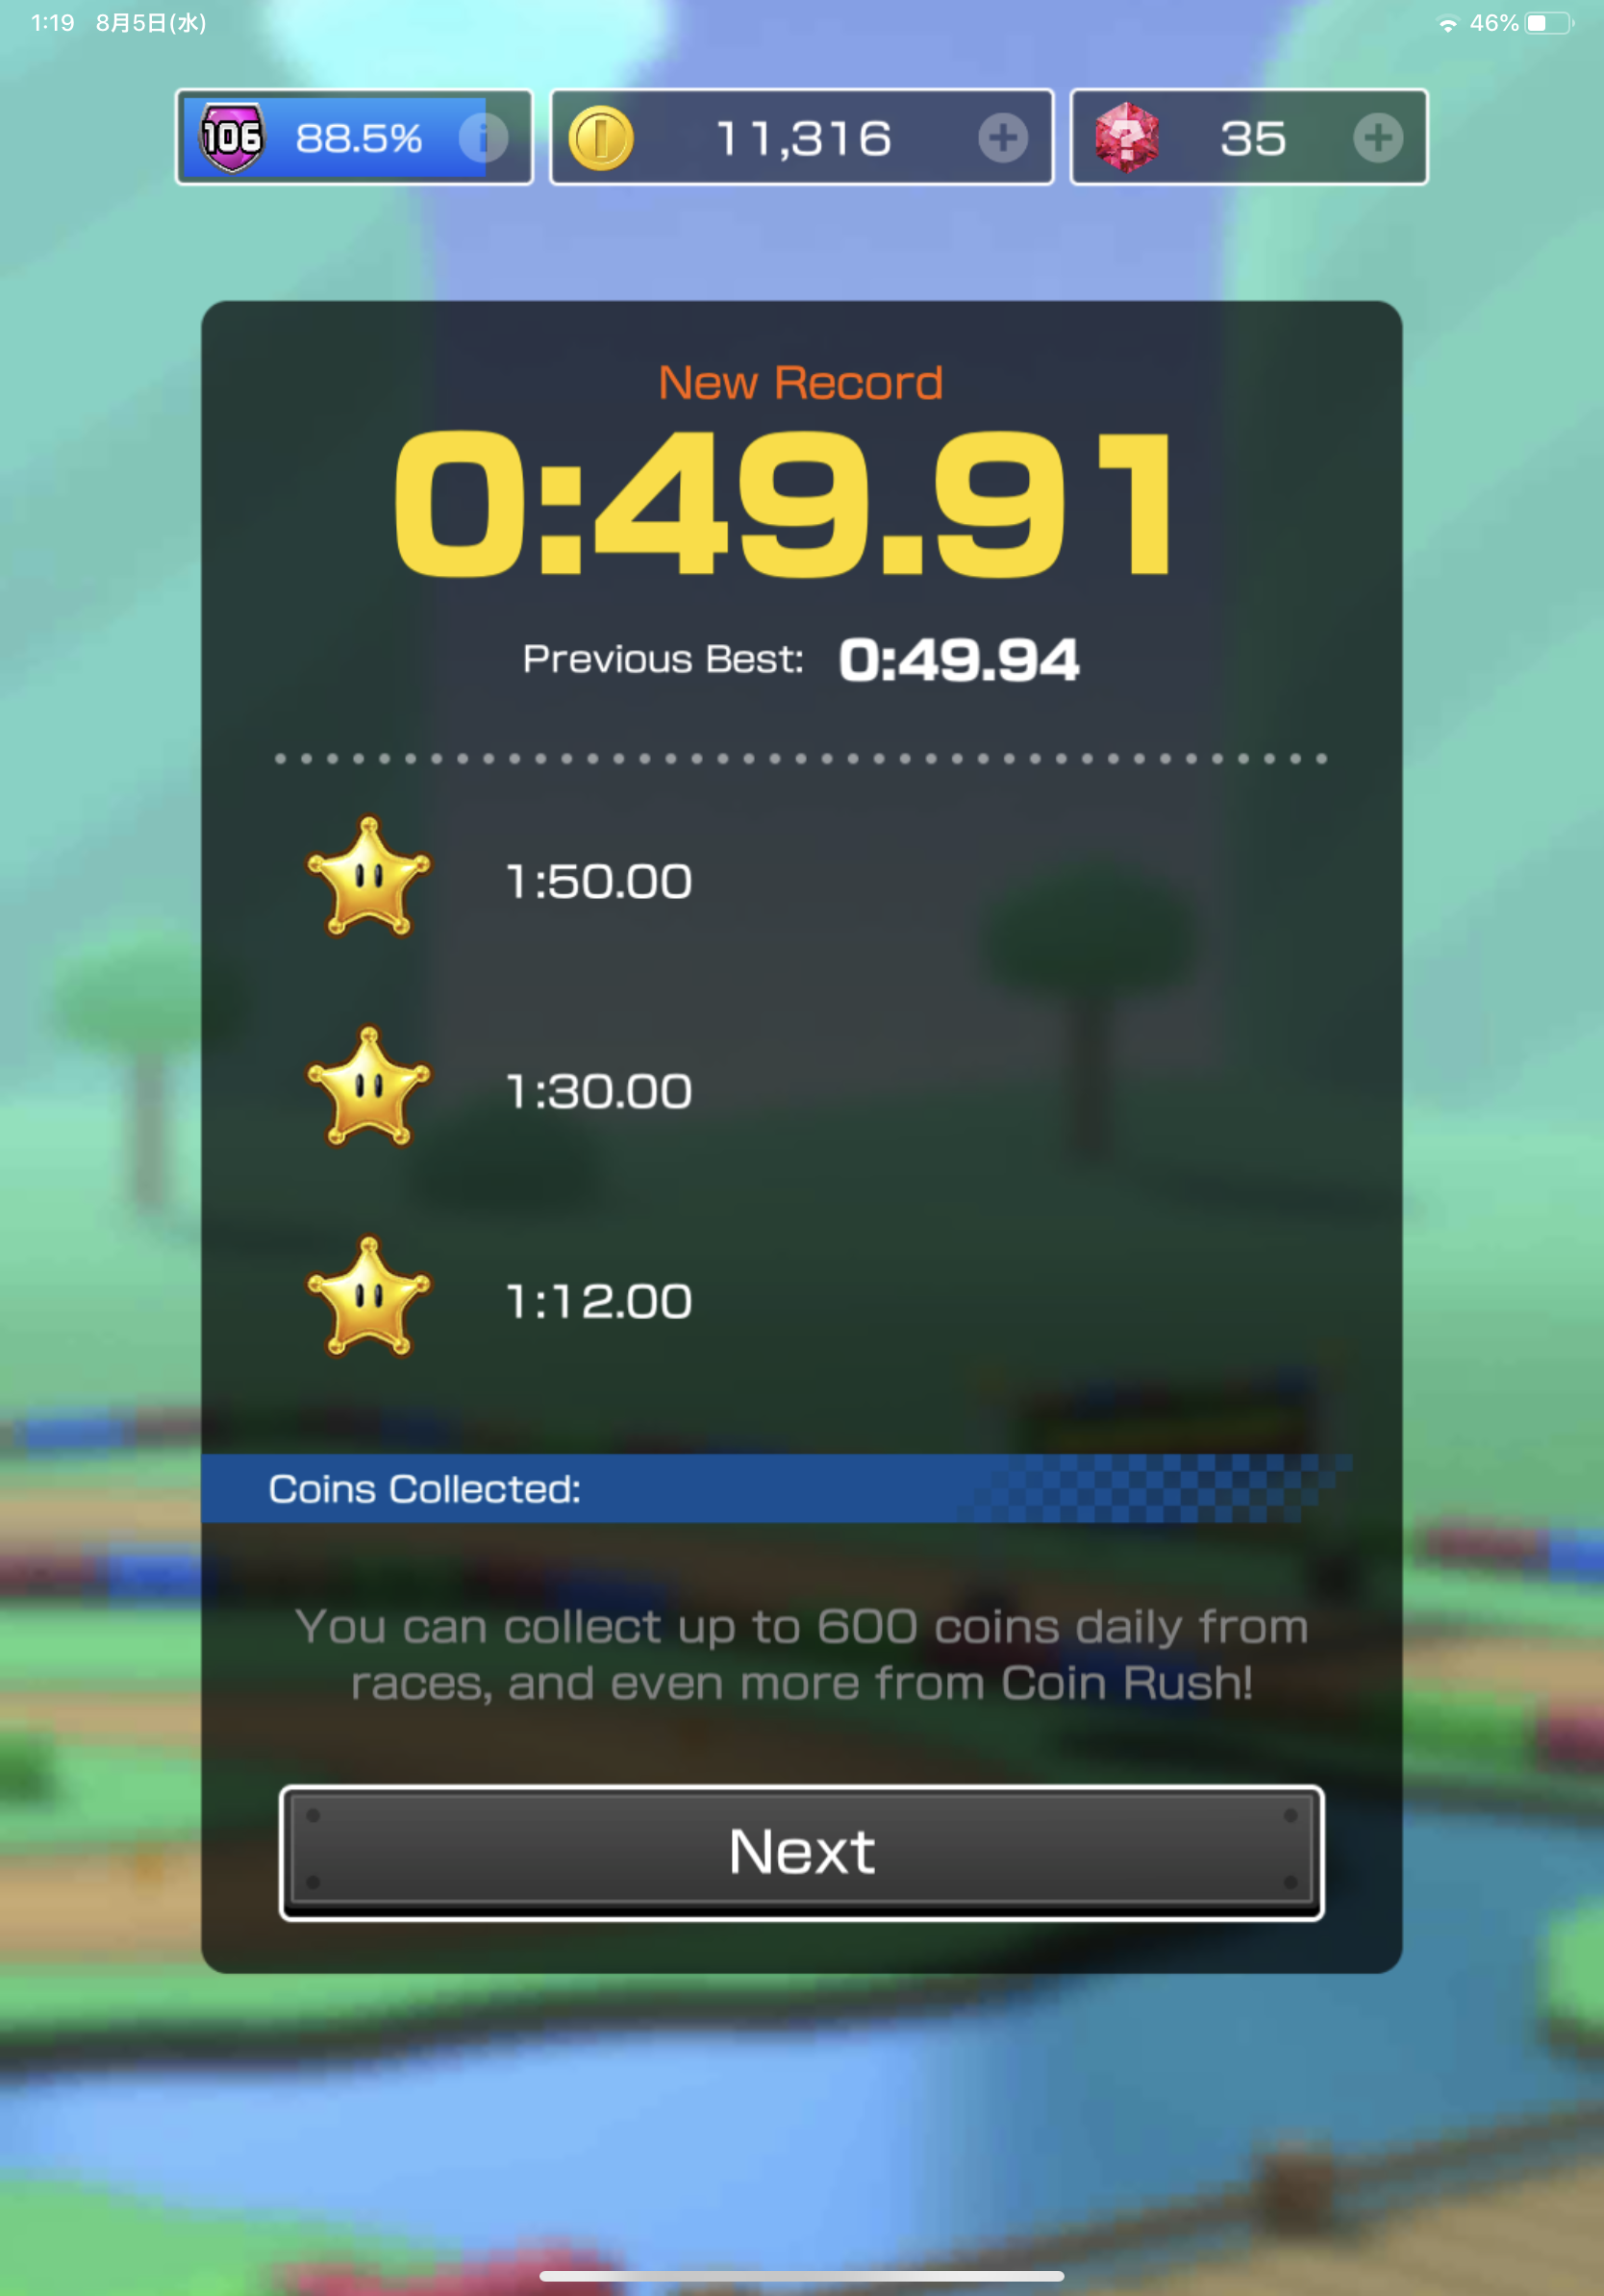 1:19 8月5日(水) 46%
106 88.5% i 11,316 + ? 35 +
New Record
0:49.91
Previous Best: 0:49.94
1:50.00
1:30.00
1:12.00
Coins Collected:
You can collect up to 600 coins daily from
races, and even more from Coin Rush!
Next